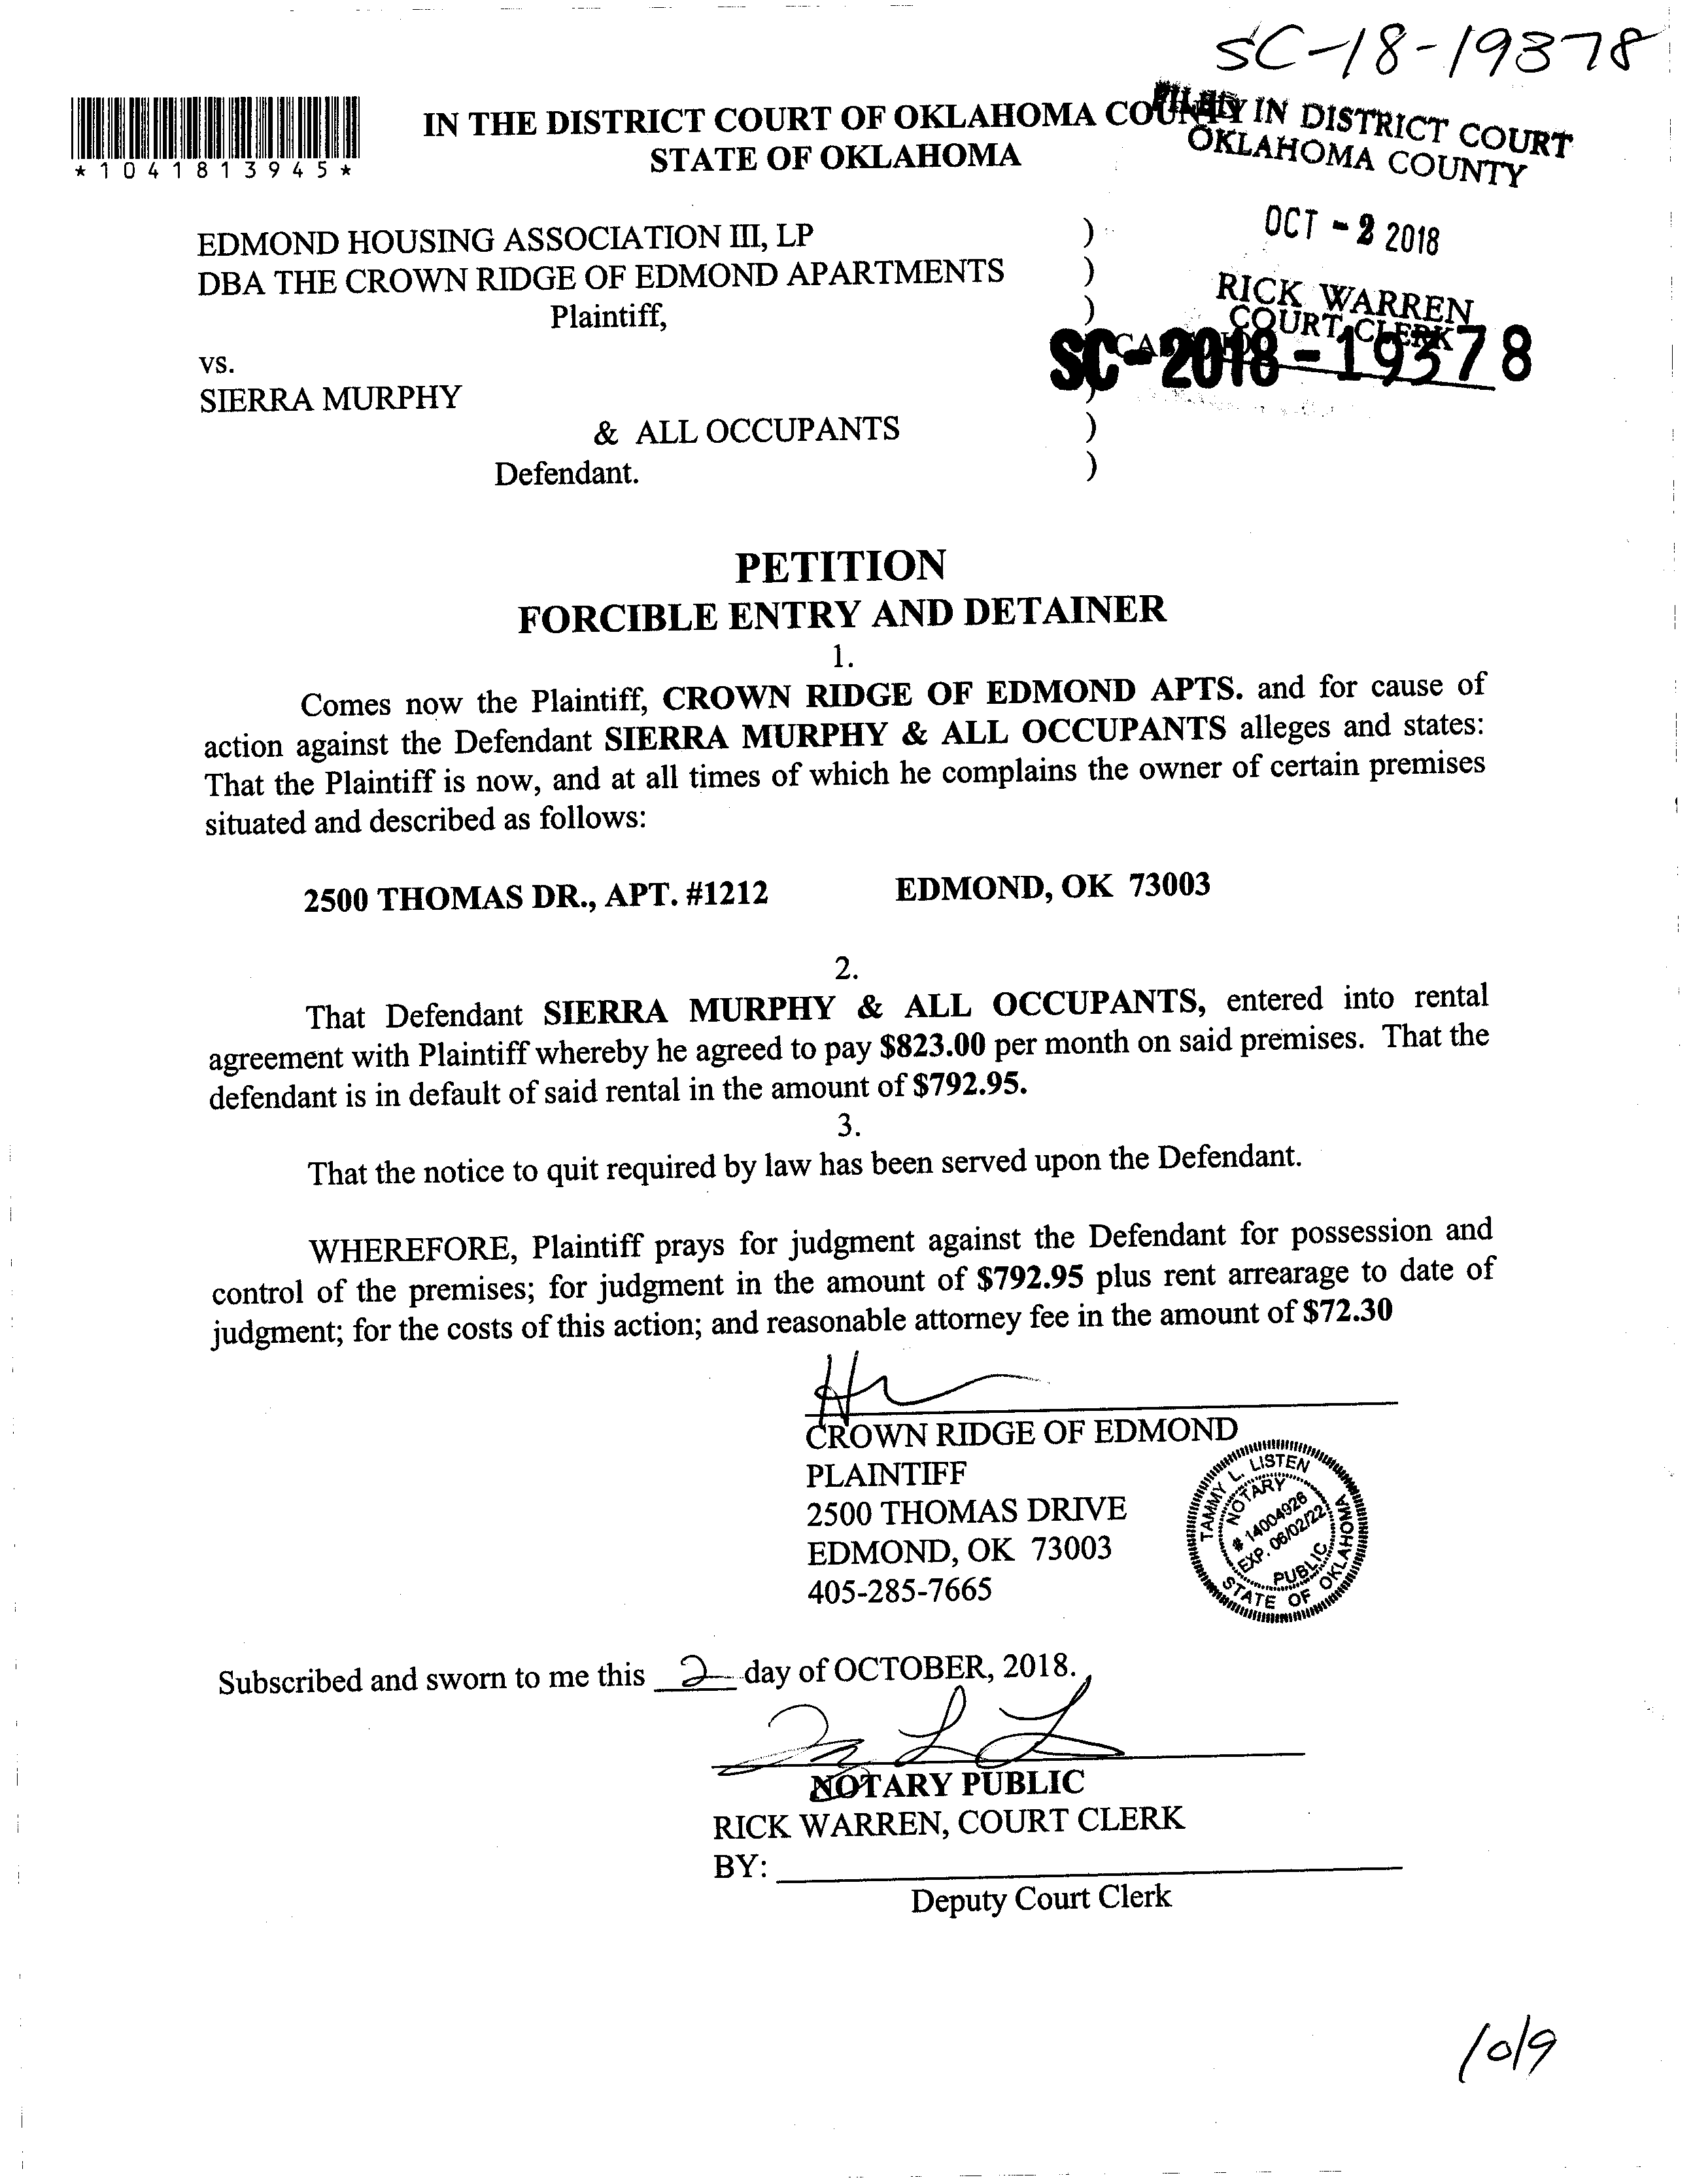 SC-18-19378
*1041813945*
IN THE DISTRICT COURT OF OKLAHOMA COUNTY
STATE OF OKLAHOMA
FILED IN DISTRICT COURT
OKLAHOMA COUNTY
OCT - 2 2018
RICK WARREN
COURT CLERK
SC-2018-19378
EDMOND HOUSING ASSOCIATION III, LP )
DBA THE CROWN RIDGE OF EDMOND APARTMENTS )
Plaintiff, )
vs.
SIERRA MURPHY )
& ALL OCCUPANTS )
Defendant. )
PETITION
FORCIBLE ENTRY AND DETAINER
1.
Comes now the Plaintiff, CROWN RIDGE OF EDMOND APTS. and for cause of
action against the Defendant SIERRA MURPHY & ALL OCCUPANTS alleges and states:
That the Plaintiff is now, and at all times of which he complains the owner of certain premises
situated and described as follows:
2500 THOMAS DR., APT. #1212 EDMOND, OK 73003
2.
That Defendant SIERRA MURPHY & ALL OCCUPANTS, entered into rental
agreement with Plaintiff whereby he agreed to pay $823.00 per month on said premises. That the
defendant is in default of said rental in the amount of $792.95.
3.
That the notice to quit required by law has been served upon the Defendant.
WHEREFORE, Plaintiff prays for judgment against the Defendant for possession and
control of the premises; for judgment in the amount of $792.95 plus rent arrearage to date of
judgment; for the costs of this action; and reasonable attorney fee in the amount of $72.30
CROWN RIDGE OF EDMOND
PLAINTIFF
2500 THOMAS DRIVE
EDMOND, OK 73003
405-285-7665
TAMMY L. LISTEN
NOTARY
# 14004926
EXP. 06/02/22
PUBLIC
STATE OF OKLAHOMA
Subscribed and sworn to me this 2 day of OCTOBER, 2018.
NOTARY PUBLIC
RICK WARREN, COURT CLERK
BY:
Deputy Court Clerk
10/9